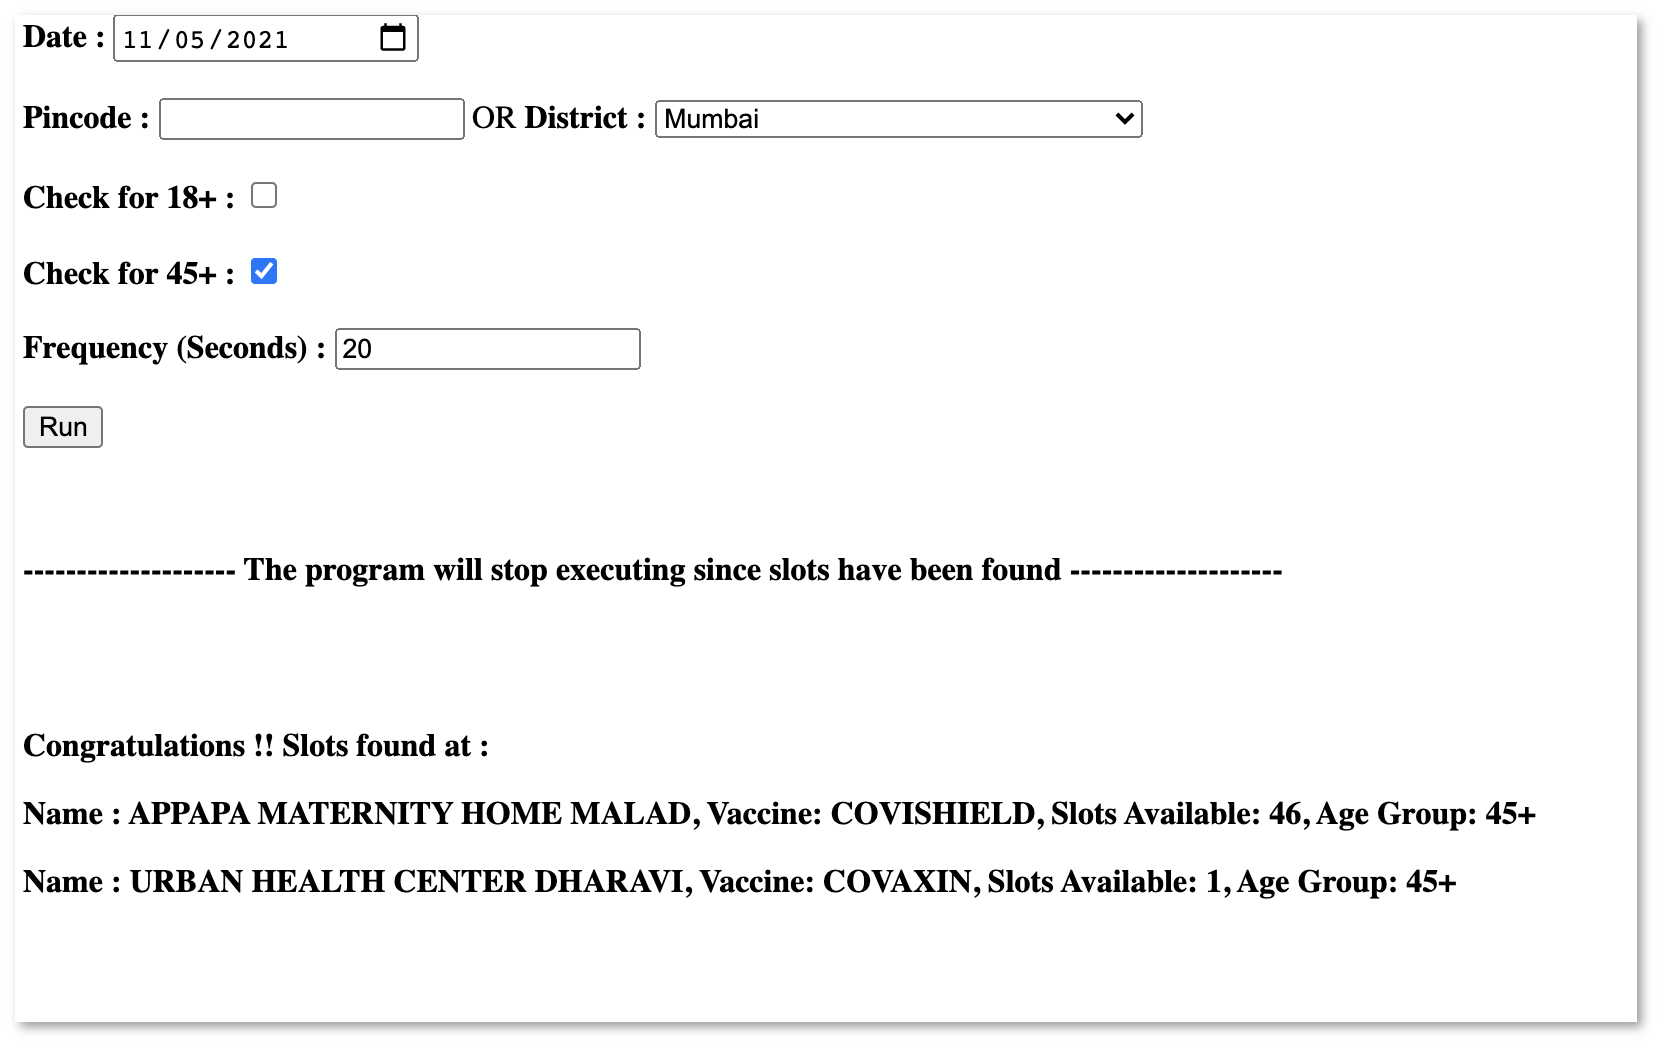 Date : 11/05/2021
Pincode : OR District : Mumbai
Check for 18+ :
Check for 45+ :
Frequency (Seconds) : 20
Run
-------------------- The program will stop executing since slots have been found --------------------
Congratulations !! Slots found at :
Name : APPAPA MATERNITY HOME MALAD, Vaccine: COVISHIELD, Slots Available: 46, Age Group: 45+
Name : URBAN HEALTH CENTER DHARAVI, Vaccine: COVAXIN, Slots Available: 1, Age Group: 45+